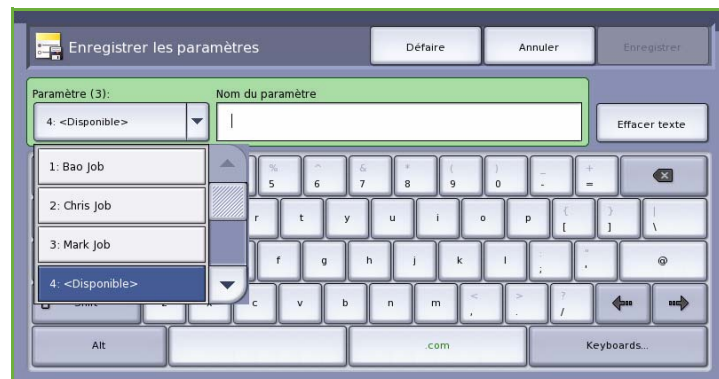 Enregistrer les paramètres
Défaire
Annuler
Enregistrer
Paramètre (3):
Nom du paramètre
4: <Disponible>
Effacer texte
1: Bao Job
2: Chris Job
3: Mark Job
4: <Disponible>
% ^ & * ( ) _ +
5 6 7 8 9 0 - =
r t y u i o p { [ } ] | \
f g h j k l : ; " ' @
c v b n m < , > . ? /
Alt
.com
Keyboards...